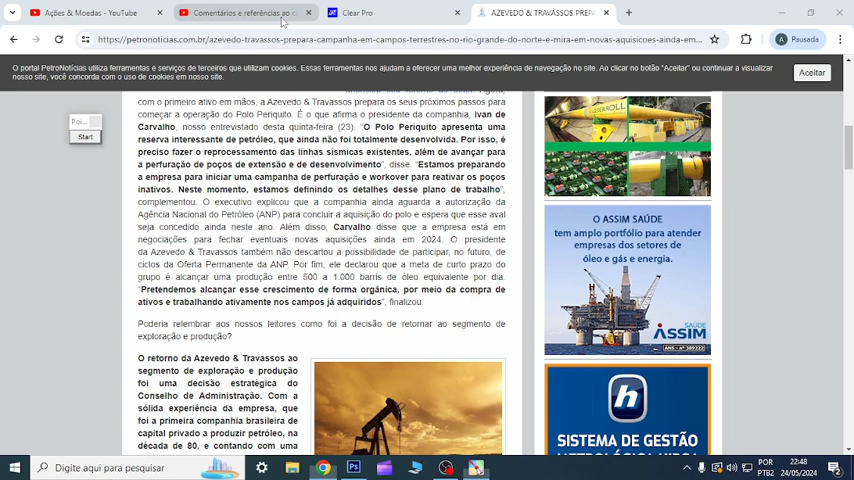 Ações & Moedas - YouTube
Comentários e referências ao ca
Clear Pro
AZEVEDO & TRAVASSOS PREPA
https://petronoticias.com.br/azevedo-travassos-prepara-campanha-em-campos-terrestres-no-rio-grande-do-norte-e-mira-em-novas-aquisicoes-ainda-em...
A
Pausada
O portal PetroNotícias utiliza ferramentas e serviços de terceiros que utilizam cookies. Essas ferramentas nos ajudam a oferecer uma melhor experiência de navegação no site. Ao clicar no botão "Aceitar" ou continuar a visualizar
nosso site, você concorda com o uso de cookies em nosso site.
Aceitar
Poi...
Start
com o primeiro ativo em mãos, a Azevedo & Travassos prepara os seus próximos passos para
começar a operação do Polo Periquito. É o que afirma o presidente da companhia, Ivan de
Carvalho, nosso entrevistado desta quinta-feira (23). “O Polo Periquito apresenta uma
reserva interessante de petróleo, que ainda não foi totalmente desenvolvida. Por isso, é
preciso fazer o reprocessamento das linhas sísmicas existentes, além de avançar para
a perfuração de poços de extensão e de desenvolvimento”, disse. “Estamos preparando
a empresa para iniciar uma campanha de perfuração e workover para reativar os poços
inativos. Neste momento, estamos definindo os detalhes desse plano de trabalho”,
complementou. O executivo explicou que a companhia ainda aguarda a autorização da
Agência Nacional do Petróleo (ANP) para concluir a aquisição do polo e espera que esse aval
seja concedido ainda neste ano. Além disso, Carvalho disse que a empresa está em
negociações para fechar eventuais novas aquisições ainda em 2024. O presidente
da Azevedo & Travassos também não descartou a possibilidade de participar, no futuro, de
ciclos da Oferta Permanente da ANP. Por fim, ele declarou que a meta de curto prazo do
grupo é alcançar uma produção entre 500 a 1.000 barris de óleo equivalente por dia.
“Pretendemos alcançar esse crescimento de forma orgânica, por meio da compra de
ativos e trabalhando ativamente nos campos já adquiridos”, finalizou.
Poderia relembrar aos nossos leitores como foi a decisão de retornar ao segmento de
exploração e produção?
O retorno da Azevedo & Travassos ao
segmento de exploração e produção
foi uma decisão estratégica do
Conselho de Administração. Com a
sólida experiência da empresa, que
foi a primeira companhia brasileira de
capital privado a produzir petróleo, na
década de 80, e contando com uma
O ASSIM SAÚDE
tem amplo portfólio para atender
empresas dos setores de
óleo e gás e energia.
SAÚDE
ASSIM
ANS - nº 309222
h
SISTEMA DE GESTÃO
Digite aqui para pesquisar
Ps
POR
PTB2
22:48
24/05/2024
2